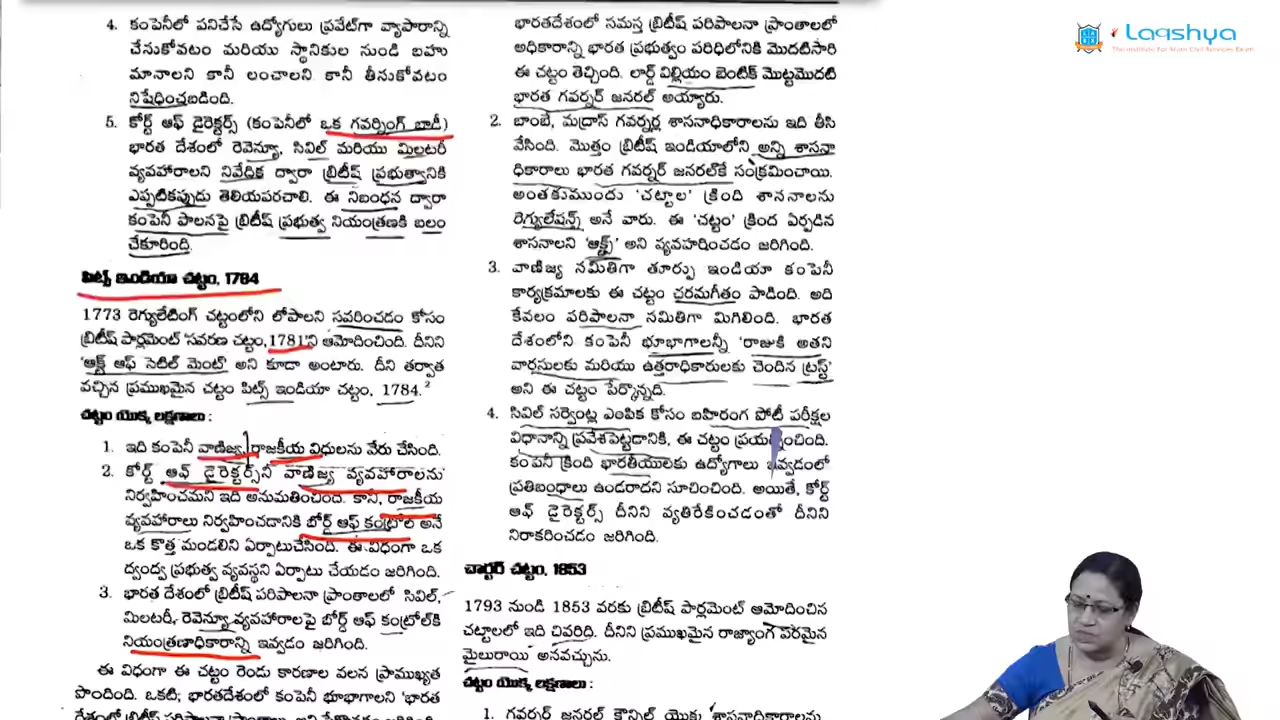 4. కంపెనీలో పనిచేసే ఉద్యోగులు ప్రవేట్‌గా వ్యాపారాన్ని
చేసుకోవటం మరియు స్థానికుల నుండి బహు
మానాలని కానీ లంచాలని కానీ తీసుకోవటం
నిషేధించబడింది.
5. కోర్ట్ ఆఫ్ డైరెక్టర్స్ (కంపెనీలో ఒక గవర్నింగ్ బాడీ)
భారత దేశంలో రెవెన్యూ, సివిల్ మరియు మిలటరీ
వ్యవహారాలని నివేదిక ద్వారా బ్రిటీష్ ప్రభుత్వానికి
ఎప్పటికప్పుడు తెలియపరచాలి. ఈ నిబంధన ద్వారా
కంపెనీ పాలనపై బ్రిటీష్ ప్రభుత్వ నియంత్రణకి బలం
చేకూరింది.
పిట్స్ ఇండియా చట్టం, 1784
1773 రెగ్యులేటింగ్ చట్టంలోని లోపాలని సవరించడం కోసం
బ్రిటీష్ పార్లమెంట్ 'సవరణ చట్టం, 1781'ని ఆమోదించింది. దీనిని
'ఆక్ట్ ఆఫ్ సెటిల్ మెంట్' అని కూడా అంటారు. దీని తర్వాత
వచ్చిన ప్రముఖమైన చట్టం పిట్స్ ఇండియా చట్టం, 1784.²
చట్టం యొక్క లక్షణాలు :
1. ఇది కంపెనీ వాణిజ్య, రాజకీయ విధులను వేరు చేసింది.
2. కోర్ట్ ఆఫ్ డైరెక్టర్స్‌ని వాణిజ్య వ్యవహారాలను
నిర్వహించమని ఇది అనుమతించింది. కానీ, రాజకీయ
వ్యవహారాలు నిర్వహించడానికి బోర్డ్ ఆఫ్ కంట్రోల్ అనే
ఒక కొత్త మండలిని ఏర్పాటుచేసింది. ఈ విధంగా ఒక
ద్వంద్వ ప్రభుత్వ వ్యవస్థని ఏర్పాటు చేయడం జరిగింది.
3. భారత దేశంలో బ్రిటీష్ పరిపాలనా ప్రాంతాలలో సివిల్,
మిలటరీ, రెవెన్యూ వ్యవహారాలపై బోర్డ్ ఆఫ్ కంట్రోల్‌కి
నియంత్రణాధికారాన్ని ఇవ్వడం జరిగింది.
ఈ విధంగా ఈ చట్టం రెండు కారణాల వలన ప్రాముఖ్యత
పొందింది. ఒకటి; భారతదేశంలో కంపెనీ భూభాగాలని 'భారత
భారతదేశంలో సమస్త బ్రిటీష్ పరిపాలనా ప్రాంతాలలో
అధికారాన్ని భారత ప్రభుత్వం పరిధిలోనికి మొదటిసారి
ఈ చట్టం తెచ్చింది. లార్డ్ విల్లియం బెంటిక్ మొట్టమొదటి
భారత గవర్నర్ జనరల్ అయ్యారు.
2. బాంబే, మద్రాస్ గవర్నర్ల శాసనాధికారాలను ఇది తీసి
వేసింది. మొత్తం బ్రిటీష్ ఇండియాలోని అన్ని శాసనా
ధికారాలు భారత గవర్నర్ జనరల్‌కే సంక్రమించాయి.
అంతకుముందు 'చట్టాల' క్రింది శాసనాలను
రెగ్యులేషన్స్ అనే వారు. ఈ 'చట్టం' క్రింద ఏర్పడిన
శాసనాలని 'ఆక్ట్స్' అని వ్యవహరించడం జరిగింది.
3. వాణిజ్య సమితిగా తూర్పు ఇండియా కంపెనీ
కార్యక్రమాలకు ఈ చట్టం చరమగీతం పాడింది. అది
కేవలం పరిపాలనా సమితిగా మిగిలింది. భారత
దేశంలోని కంపెనీ భూభాగాలన్నీ 'రాజుకి అతని
వార్సులకు మరియు ఉత్తరాధికారులకు చెందిన ట్రస్ట్'
అని ఈ చట్టం పేర్కొన్నది.
4. సివిల్ సర్వెంట్ల ఎంపిక కోసం బహిరంగ పోటీ పరీక్షల
విధానాన్ని ప్రవేశపెట్టడానికి, ఈ చట్టం ప్రయత్నించింది.
కంపెనీ క్రింది భారతీయులకు ఉద్యోగాలు ఇవ్వడంలో
ప్రతిబంధాలు ఉండరాదని సూచించింది. అయితే, కోర్ట్
ఆఫ్ డైరెక్టర్స్ దీనిని వ్యతిరేకించడంతో దీనిని
నిరాకరించడం జరిగింది.
చార్టర్ చట్టం, 1853
1793 నుండి 1853 వరకు బ్రిటీష్ పార్లమెంట్ ఆమోదించిన
చట్టాలలో ఇది చివరిది. దీనిని ప్రముఖమైన రాజ్యాంగ పరమైన
మైలురాయి అనవచ్చును.
చట్టం యొక్క లక్షణాలు :
1. గవర్నర్ జనరల్ కౌన్సిల్ యొక్క శాసనాధికారాలను
Laqshya